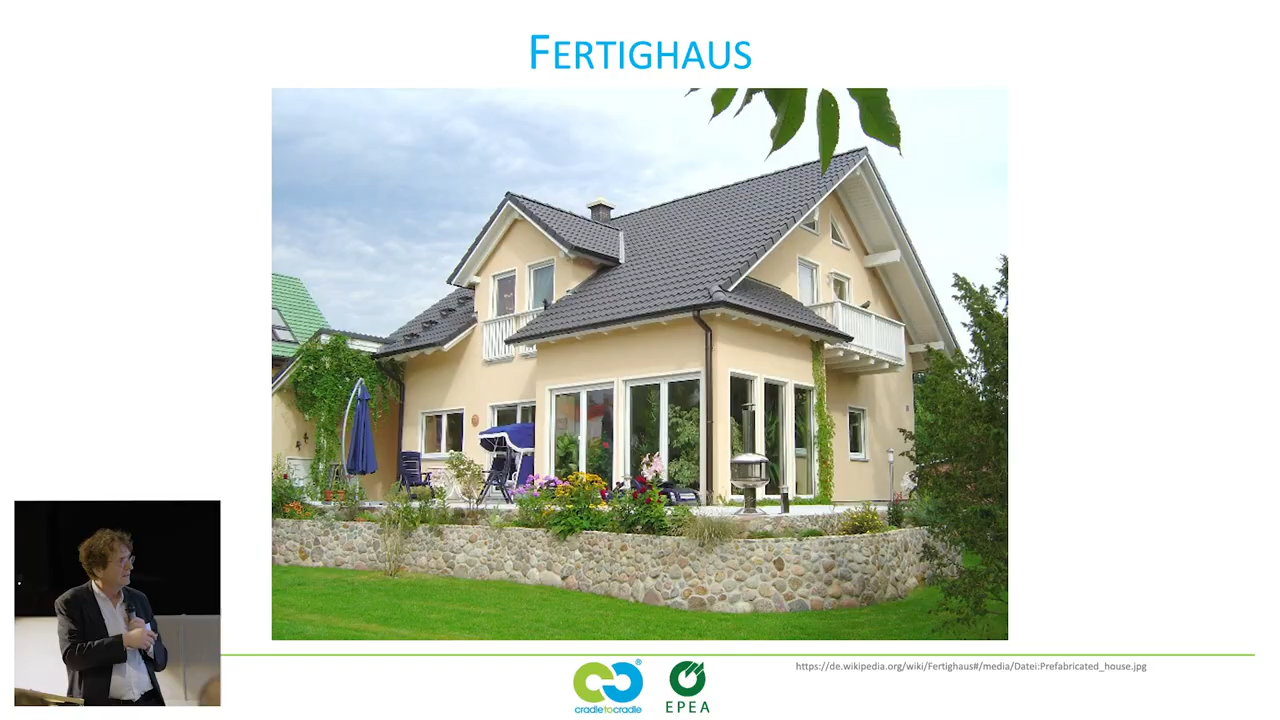 FERTIGHAUS
https://de.wikipedia.org/wiki/Fertighaus#/media/Datei:Prefabricated_house.jpg
cradletocradle
®
EPEA